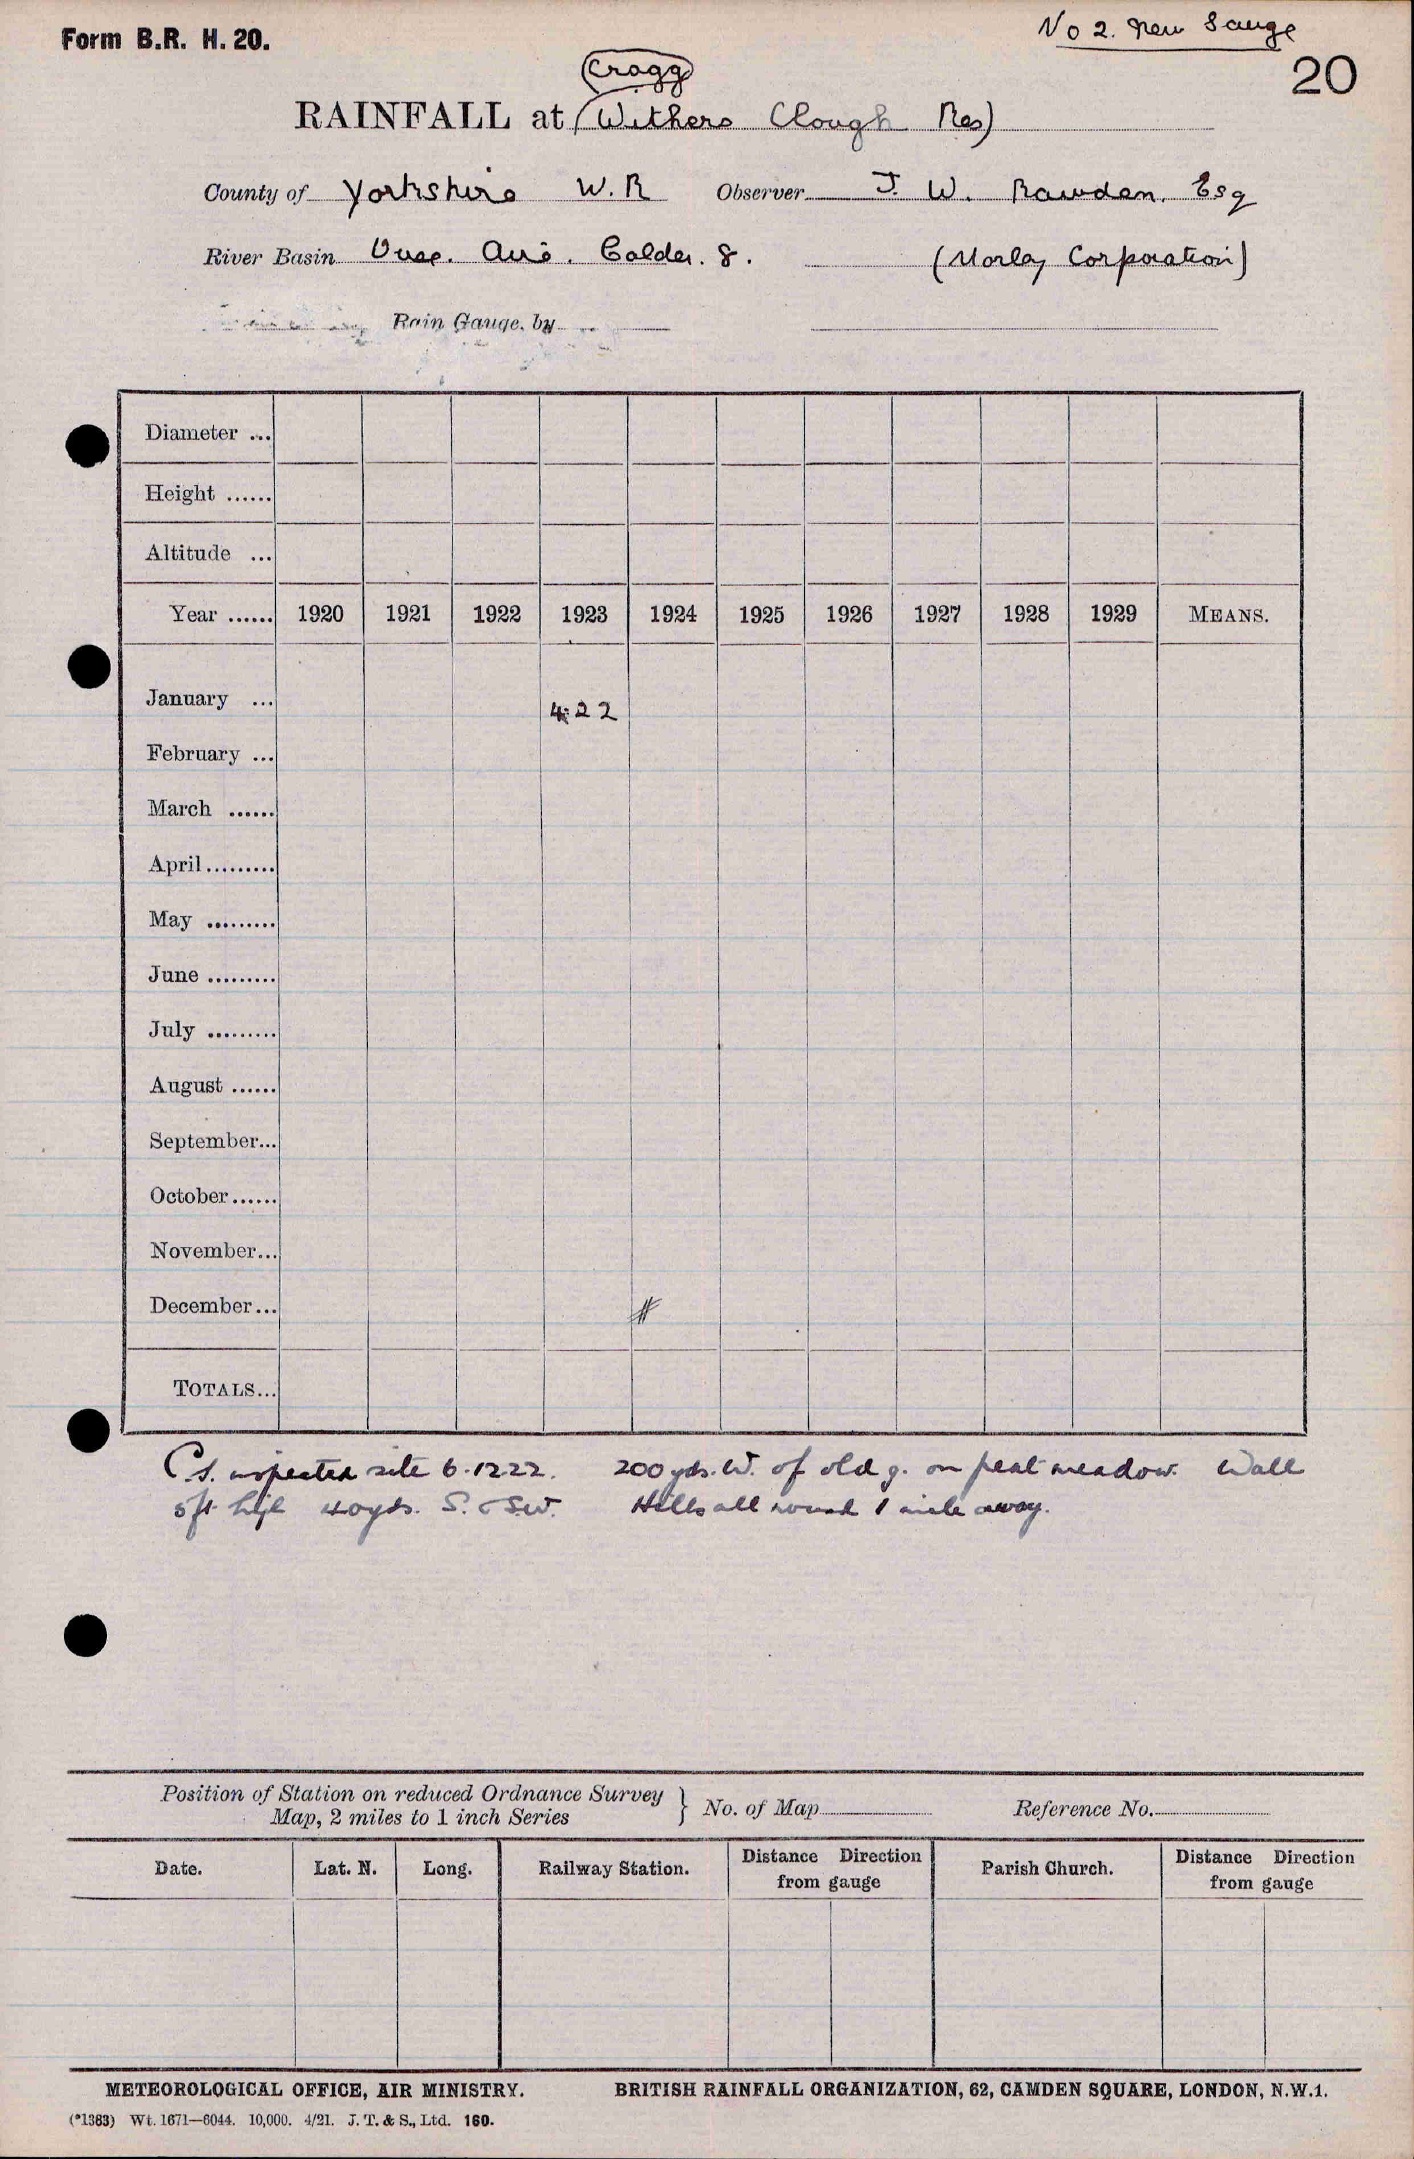 Form B.R. H. 20.
No 2. New Gauge
20
Cragg
RAINFALL at (Withens Clough Res)
County of Yorkshire W.R Observer J. W. Rawden. Esq
River Basin Ouse. Aire. Calder. 8. (Morley Corporation)
Rain Gauge, by
Diameter ...
Height ......
Altitude ...
Year ...... 1920 1921 1922 1923 1924 1925 1926 1927 1928 1929 MEANS.
January ... 4.22
February ...
March ......
April.........
May .........
June .........
July .........
August ......
September...
October......
November...
December... #
TOTALS...
C.S. inspected site 6.12.22. 200 yds. W. of old g. on peat meadow. Wall
5ft high 40 yds. S. & S.W. Hills all round 1 mile away.
Position of Station on reduced Ordnance Survey
Map, 2 miles to 1 inch Series } No. of Map Reference No.
Date. Lat. N. Long. Railway Station. Distance Direction from gauge Parish Church. Distance Direction from gauge
METEOROLOGICAL OFFICE, AIR MINISTRY. BRITISH RAINFALL ORGANIZATION, 62, CAMDEN SQUARE, LONDON, N.W.1.
(*1383) Wt. 1671—6044. 10,000. 4/21. J. T. & S., Ltd. 160.